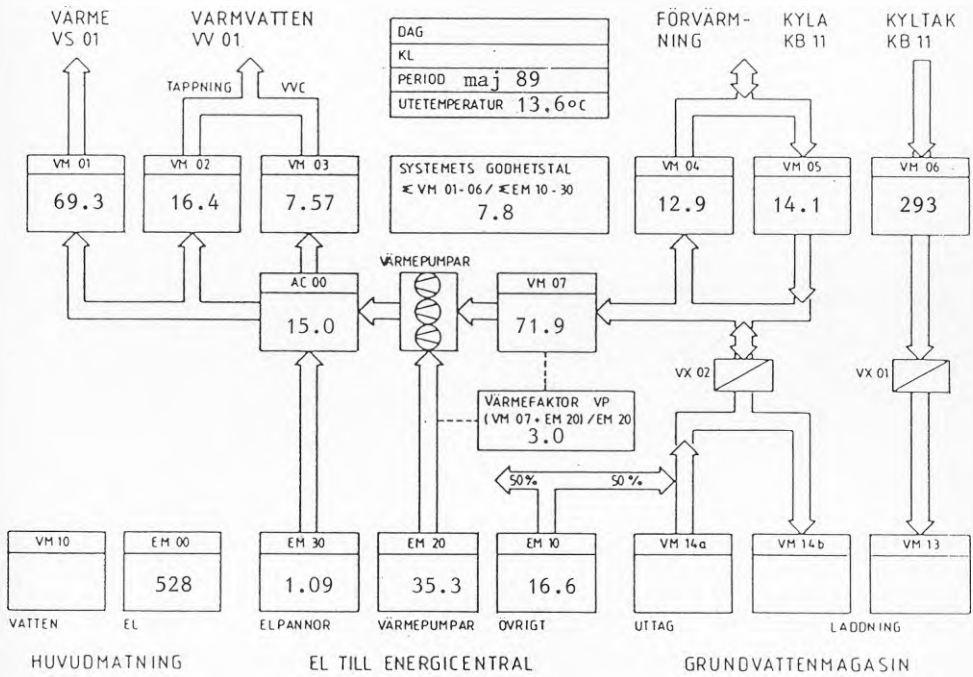 VÄRME
VS 01
VARMVATTEN
VV 01
FÖRVÄRM-
NING
KYLA
KB 11
KYLTAK
KB 11
DAG
KL
PERIOD maj 89
UTETEMPERATUR 13.6°C
TAPPNING
VVC
VM 01
69.3
VM 02
16.4
VM 03
7.57
SYSTEMETS GODHETSTAL
Σ VM 01-06 / Σ EM 10-30
7.8
VM 04
12.9
VM 05
14.1
VM 06
293
AC 00
15.0
VÄRMEPUMPAR
VM 07
71.9
VX 02
VX 01
VÄRMEFAKTOR VP
(VM 07 + EM 20) / EM 20
3.0
50%
50%
VM 10
EM 00
528
EM 30
1.09
EM 20
35.3
EM 10
16.6
VM 14a
VM 14b
VM 13
VATTEN
EL
ELPANNOR
VÄRMEPUMPAR
ÖVRIGT
UTTAG
LADDNING
HUVUDMATNING
EL TILL ENERGICENTRAL
GRUNDVATTENMAGASIN